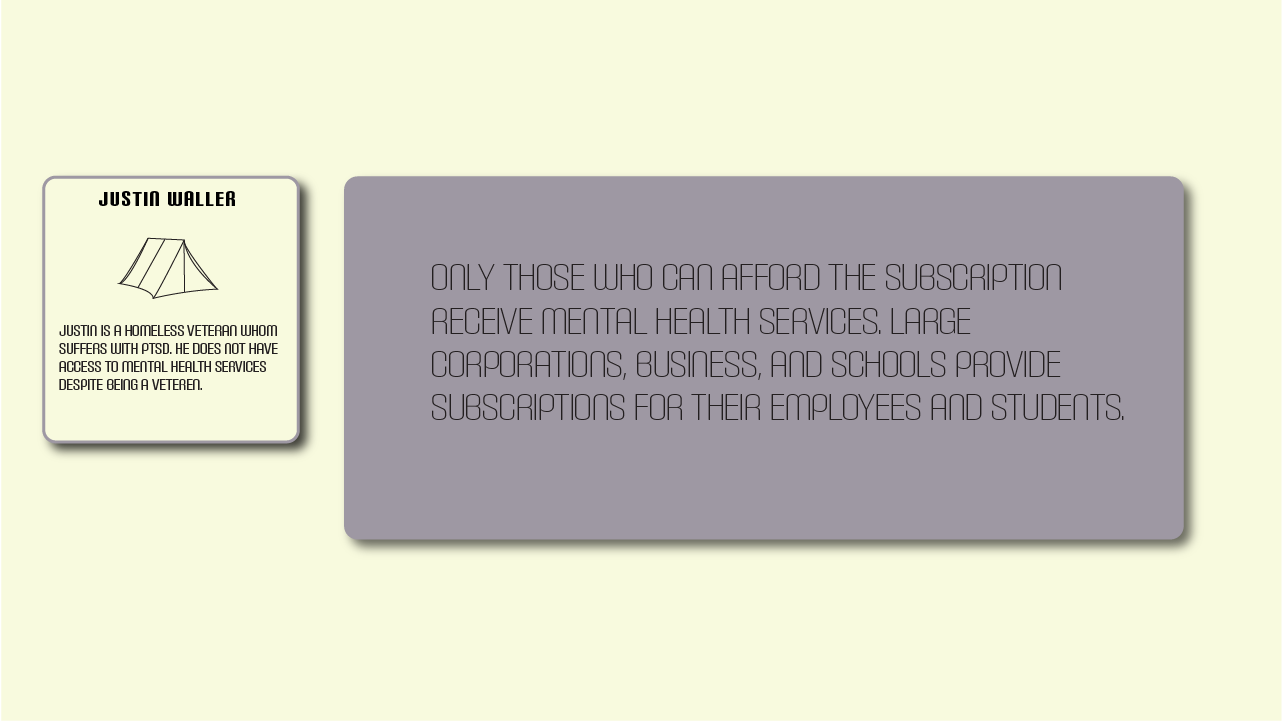 JUSTIN WALLER
JUSTIN IS A HOMELESS VETERAN WHOM
SUFFERS WITH PTSD. HE DOES NOT HAVE
ACCESS TO MENTAL HEALTH SERVICES
DESPITE BEING A VETEREN.
ONLY THOSE WHO CAN AFFORD THE SUBSCRIPTION
RECEIVE MENTAL HEALTH SERVICES. LARGE
CORPORATIONS, BUSINESS, AND SCHOOLS PROVIDE
SUBSCRIPTIONS FOR THEIR EMPLOYEES AND STUDENTS.